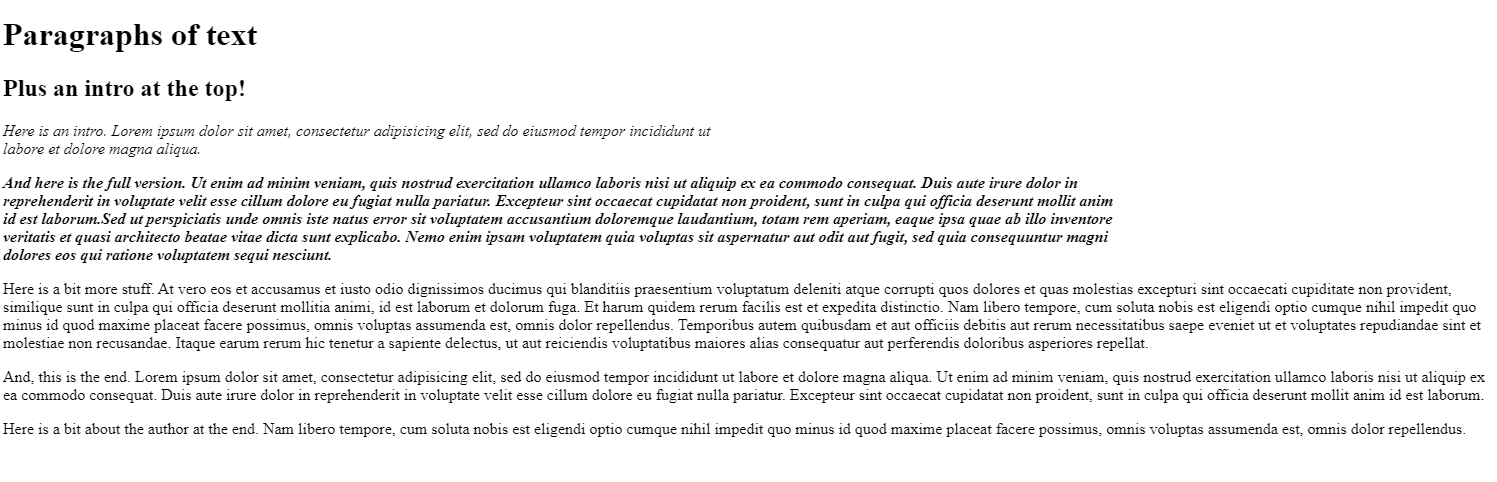 Paragraphs of text
Plus an intro at the top!
Here is an intro. Lorem ipsum dolor sit amet, consectetur adipisicing elit, sed do eiusmod tempor incididunt ut
labore et dolore magna aliqua.
And here is the full version. Ut enim ad minim veniam, quis nostrud exercitation ullamco laboris nisi ut aliquip ex ea commodo consequat. Duis aute irure dolor in
reprehenderit in voluptate velit esse cillum dolore eu fugiat nulla pariatur. Excepteur sint occaecat cupidatat non proident, sunt in culpa qui officia deserunt mollit anim
id est laborum.Sed ut perspiciatis unde omnis iste natus error sit voluptatem accusantium doloremque laudantium, totam rem aperiam, eaque ipsa quae ab illo inventore
veritatis et quasi architecto beatae vitae dicta sunt explicabo. Nemo enim ipsam voluptatem quia voluptas sit aspernatur aut odit aut fugit, sed quia consequuntur magni
dolores eos qui ratione voluptatem sequi nesciunt.
Here is a bit more stuff. At vero eos et accusamus et iusto odio dignissimos ducimus qui blanditiis praesentium voluptatum deleniti atque corrupti quos dolores et quas molestias excepturi sint occaecati cupiditate non provident,
similique sunt in culpa qui officia deserunt mollitia animi, id est laborum et dolorum fuga. Et harum quidem rerum facilis est et expedita distinctio. Nam libero tempore, cum soluta nobis est eligendi optio cumque nihil impedit quo
minus id quod maxime placeat facere possimus, omnis voluptas assumenda est, omnis dolor repellendus. Temporibus autem quibusdam et aut officiis debitis aut rerum necessitatibus saepe eveniet ut et voluptates repudiandae sint et
molestiae non recusandae. Itaque earum rerum hic tenetur a sapiente delectus, ut aut reiciendis voluptatibus maiores alias consequatur aut perferendis doloribus asperiores repellat.
And, this is the end. Lorem ipsum dolor sit amet, consectetur adipisicing elit, sed do eiusmod tempor incididunt ut labore et dolore magna aliqua. Ut enim ad minim veniam, quis nostrud exercitation ullamco laboris nisi ut aliquip ex
ea commodo consequat. Duis aute irure dolor in reprehenderit in voluptate velit esse cillum dolore eu fugiat nulla pariatur. Excepteur sint occaecat cupidatat non proident, sunt in culpa qui officia deserunt mollit anim id est laborum.
Here is a bit about the author at the end. Nam libero tempore, cum soluta nobis est eligendi optio cumque nihil impedit quo minus id quod maxime placeat facere possimus, omnis voluptas assumenda est, omnis dolor repellendus.